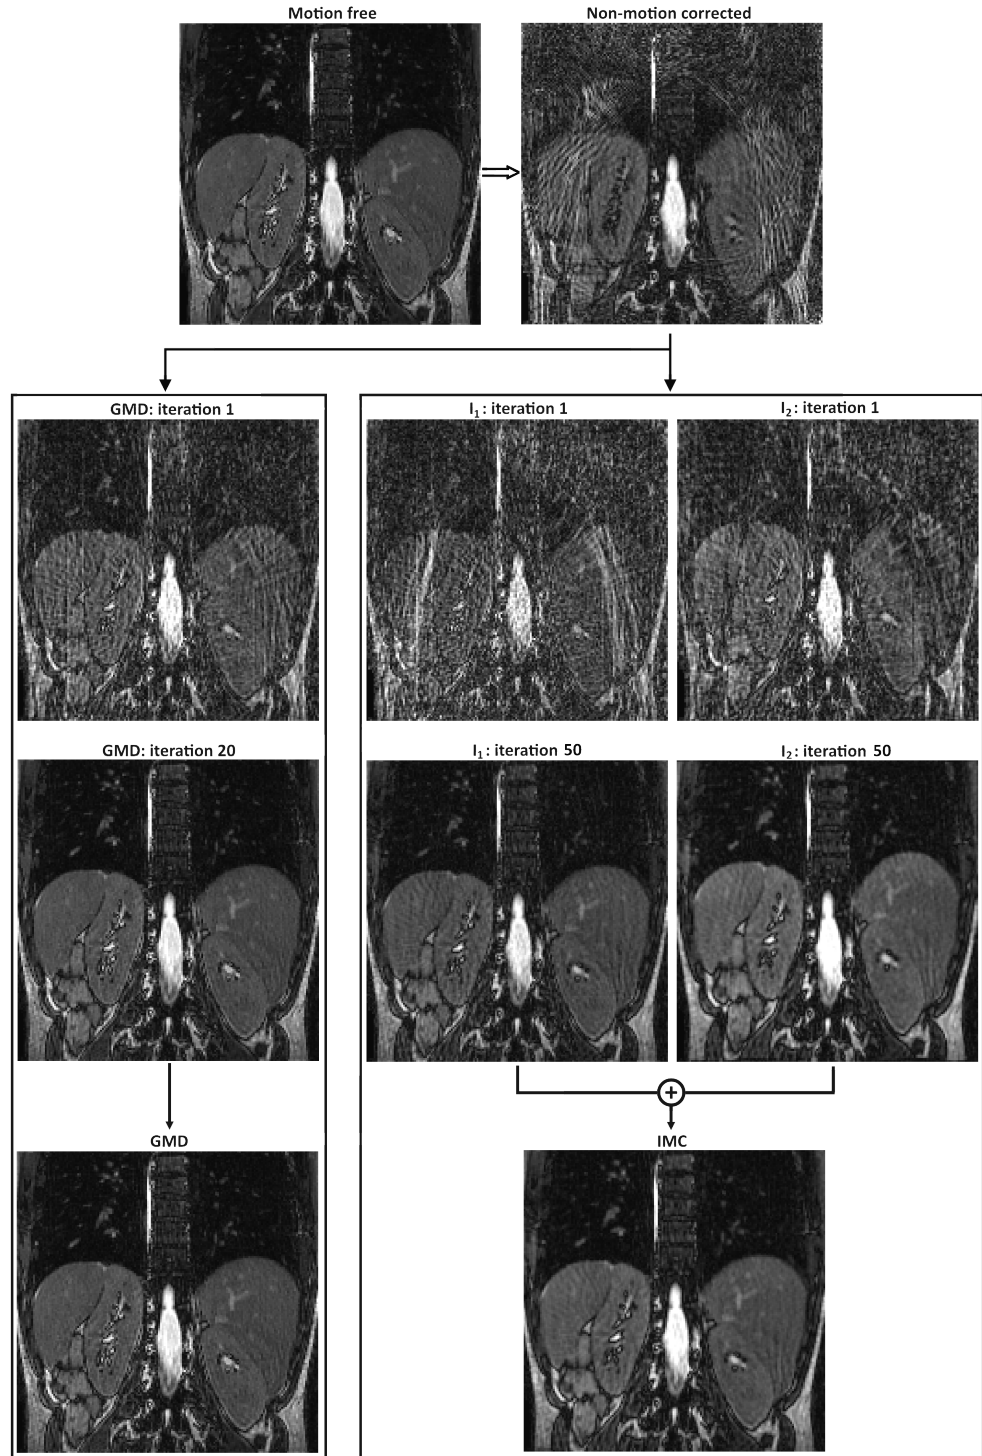 Motion free
Non-motion corrected
GMD: iteration 1
I₁: iteration 1
I₂: iteration 1
GMD: iteration 20
I₁: iteration 50
I₂: iteration 50
+
GMD
IMC